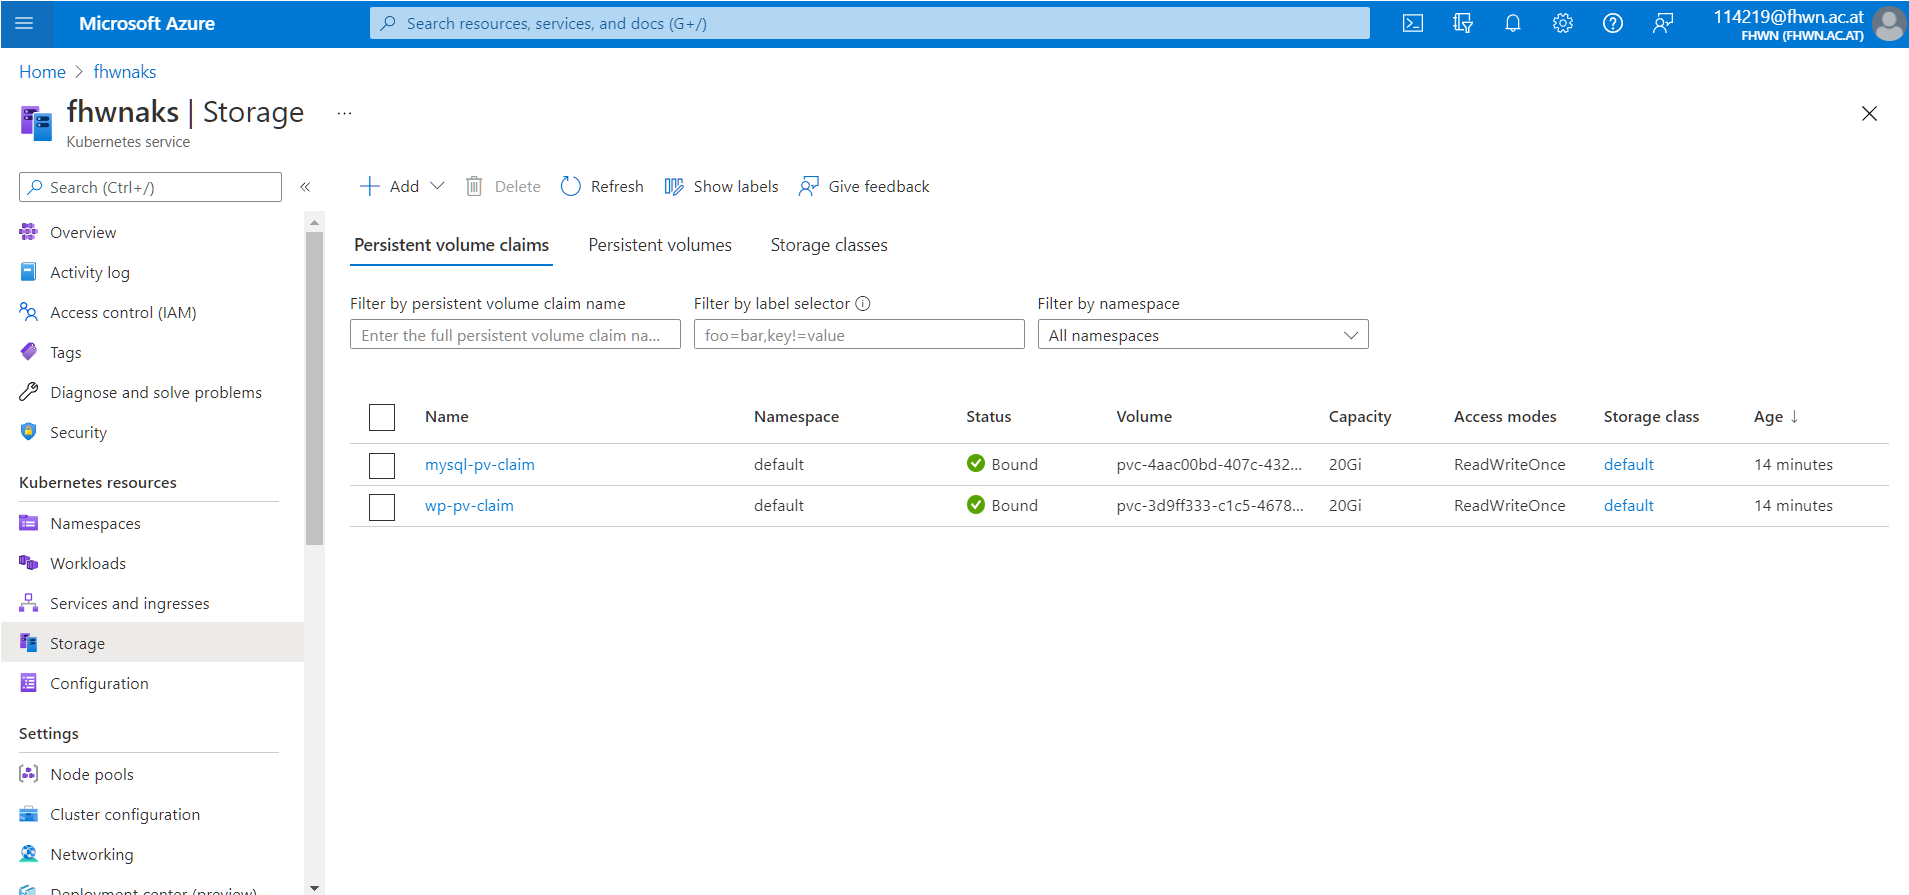 Microsoft Azure
Search resources, services, and docs (G+/)
114219@fhwn.ac.at
FHWN (FHWN.AC.AT)
Home > fhwnaks
fhwnaks | Storage ...
Kubernetes service
Search (Ctrl+/) «
Add Delete Refresh Show labels Give feedback
Overview
Activity log
Access control (IAM)
Tags
Diagnose and solve problems
Security
Kubernetes resources
Namespaces
Workloads
Services and ingresses
Storage
Configuration
Settings
Node pools
Cluster configuration
Networking
Deployment center (preview)
Persistent volume claims Persistent volumes Storage classes
Filter by persistent volume claim name Filter by label selector Filter by namespace
Enter the full persistent volume claim na... foo=bar,key!=value All namespaces
Name Namespace Status Volume Capacity Access modes Storage class Age ↓
mysql-pv-claim default Bound pvc-4aac00bd-407c-432... 20Gi ReadWriteOnce default 14 minutes
wp-pv-claim default Bound pvc-3d9ff333-c1c5-4678... 20Gi ReadWriteOnce default 14 minutes